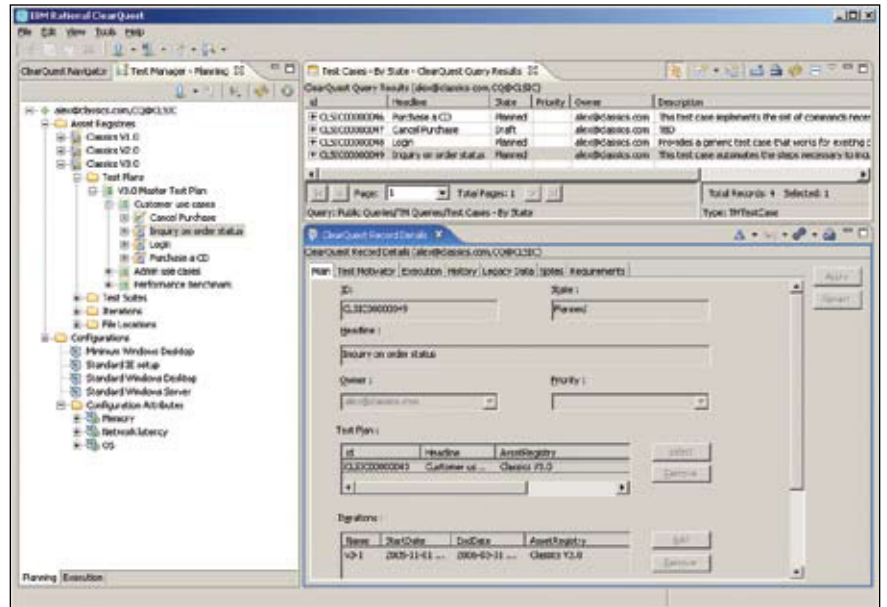 IBM Rational ClearQuest
File Edit View Tools Help
ClearQuest Navigator Test Manager - Planning
alex@classics.com,CQ@CLSIC
Asset Registries
Classics V1.0
Classics V2.0
Classics V3.0
Test Plans
V3.0 Master Test Plan
Customer use cases
Cancel Purchase
Inquiry on order status
Login
Purchase a CD
Admin use cases
Performance Benchmark
Test Suites
Iterations
File Locations
Configurations
Minimum Windows Desktop
Standard IE setup
Standard Windows Desktop
Standard Windows Server
Configuration Attributes
Memory
Network latency
OS
Planning Execution
Test Cases - By State - ClearQuest Query Results
ClearQuest Query Results (alex@classics.com,CQ@CLSIC)
id Headline State Priority Owner Description
CLSIC00000046 Purchase a CD Planned alex@classics.com This test case implements the set of commands neces
CLSIC00000047 Cancel Purchase Draft alex@classics.com TBD
CLSIC00000048 Login Planned alex@classics.com Provides a generic test case that works for existing c
CLSIC00000049 Inquiry on order status Planned alex@classics.com This test case automates the steps necessary to inq
Page: 1 Total Pages: 1 Total Records: 4 Selected: 1
Query: Public Queries/TM Queries/Test Cases - By State Type: TMTestCase
ClearQuest Record Details
ClearQuest Record Details (alex@classics.com,CQ@CLSIC)
Main Test Motivator Execution History Legacy Data Notes Requirements
Apply
Revert
ID: State :
CLSIC00000049 Planned
Headline :
Inquiry on order status
Owner : Priority :
alex@classics.com
Test Plan :
id Headline AssetRegistry
CLSIC00000043 Customer us ... Classics V3.0
Select
Remove
Iterations :
Name StartDate EndDate AssetRegistry
V3-1 2005-11-01 ... 2006-03-31 ... Classics V3.0
Add
Remove